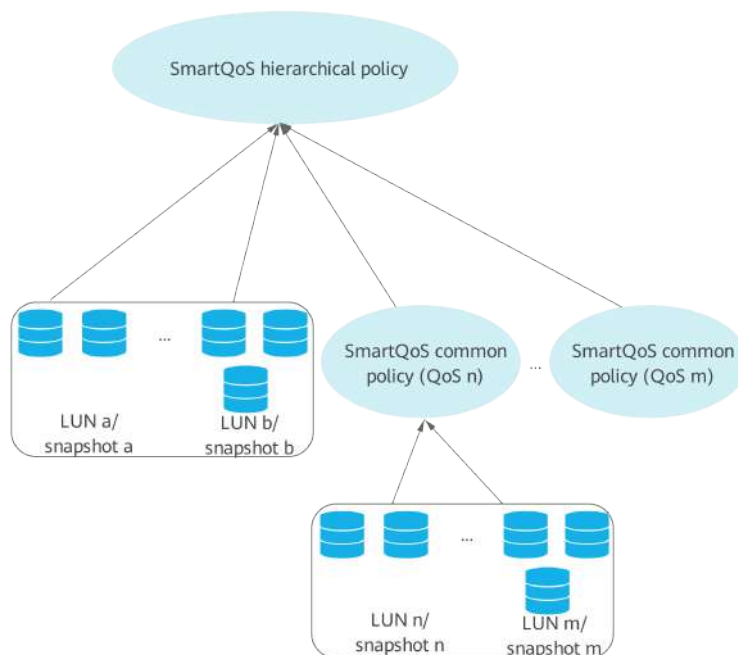 SmartQoS hierarchical policy
...
SmartQoS common
policy (QoS n)
...
SmartQoS common
policy (QoS m)
LUN a/
snapshot a
LUN b/
snapshot b
...
LUN n/
snapshot n
LUN m/
snapshot m